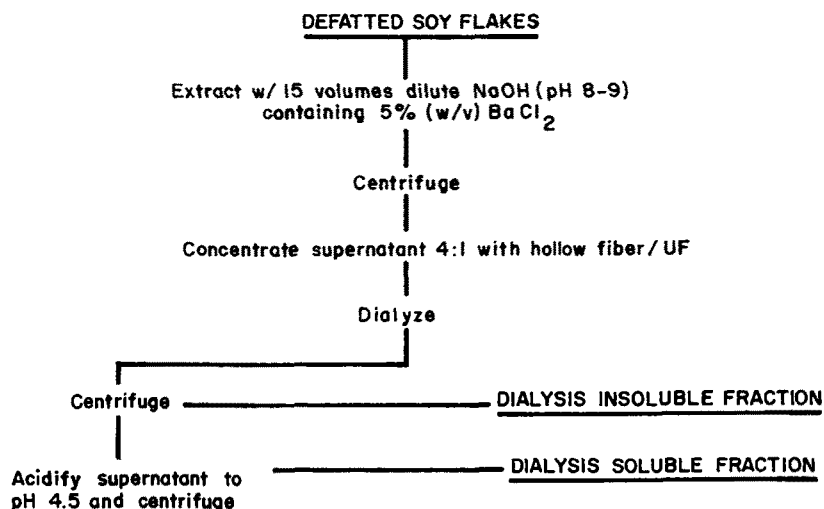 DEFATTED SOY FLAKES
Extract w/ 15 volumes dilute NaOH (pH 8-9)
containing 5% (w/v) BaCl2
Centrifuge
Concentrate supernatant 4:1 with hollow fiber/UF
Dialyze
Centrifuge
DIALYSIS INSOLUBLE FRACTION
Acidify supernatant to
pH 4.5 and centrifuge
DIALYSIS SOLUBLE FRACTION